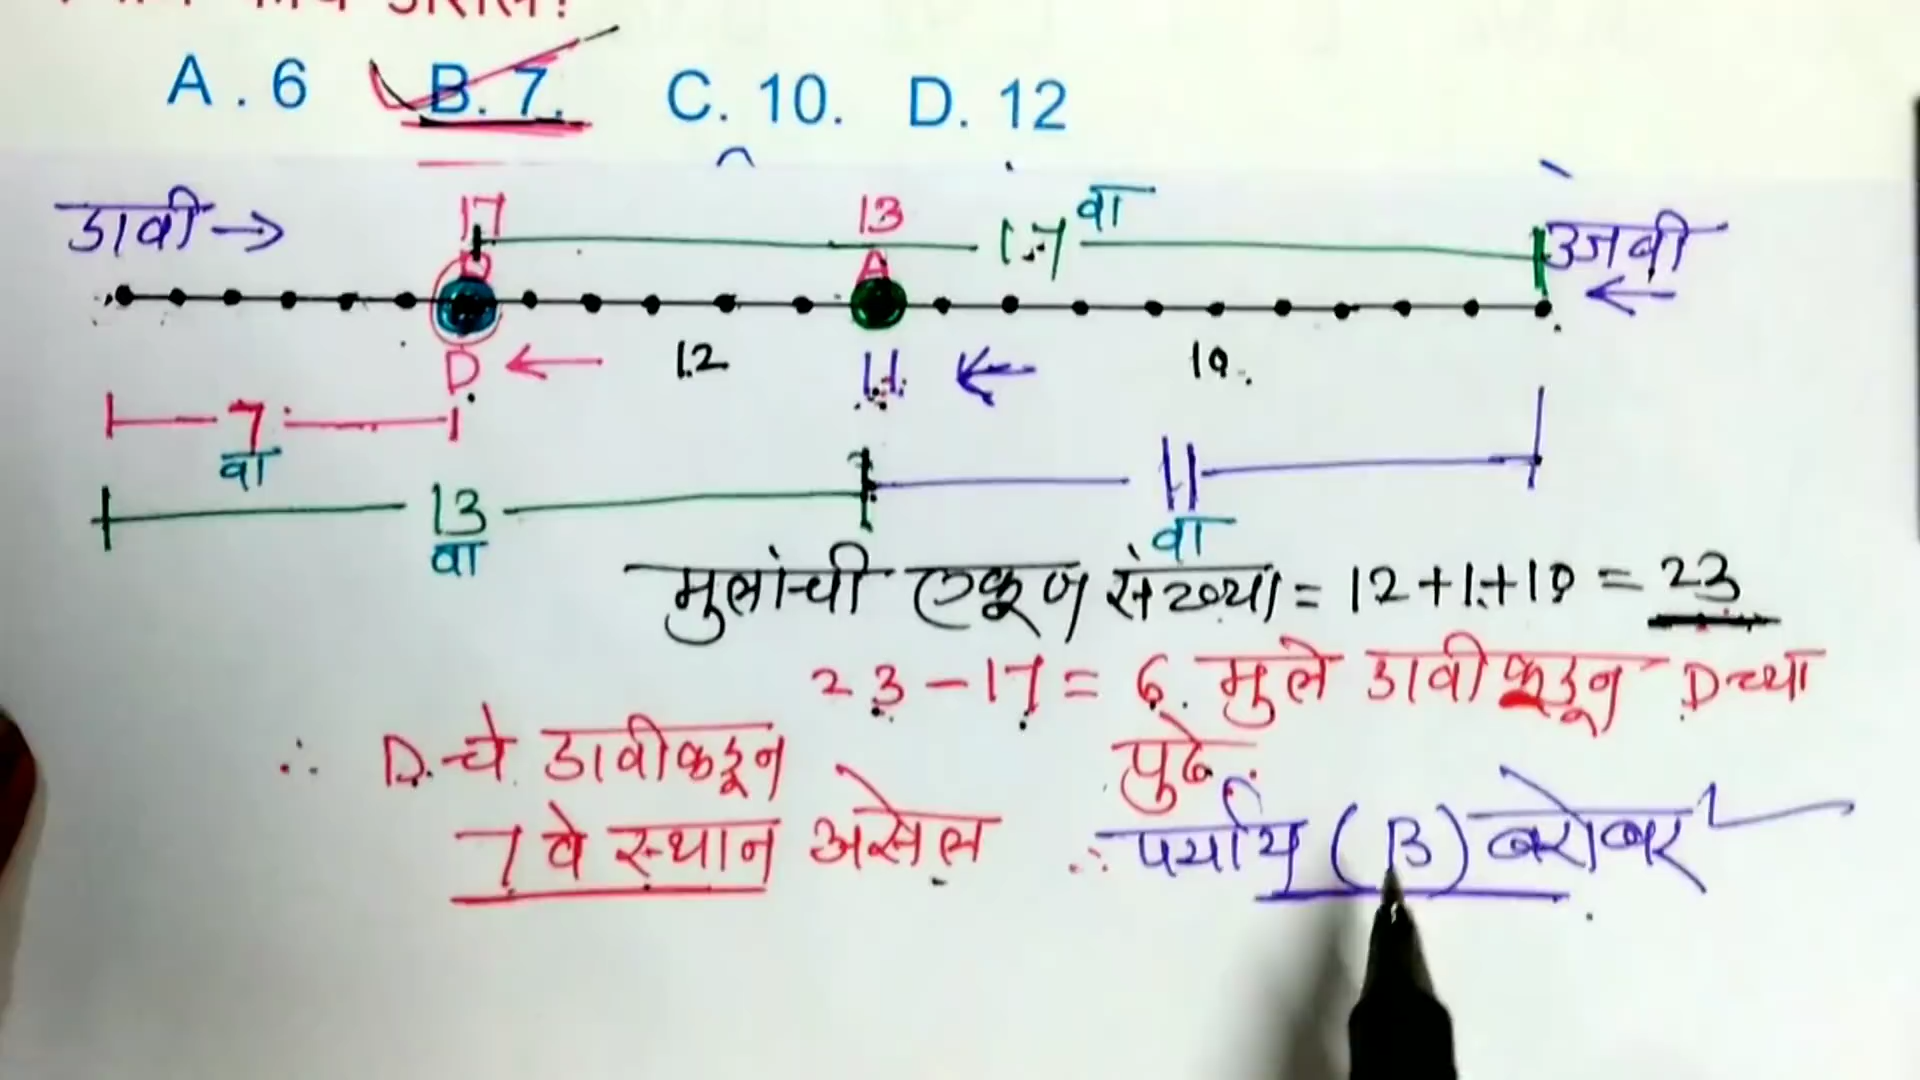 असेल?
A . 6 B. 7. C. 10. D. 12
डावी → 17 13 17 वा उजवी
D A
D ← 12 11 ← 10
7
वा
13 11
वा वा
मुलांची एकूण संख्या = 12+1+10 = 23
23 - 17 = 6 मुले डावीकडून D च्या
∴ D चे डावीकडून पुढे.
7 वे स्थान असेल ∴ पर्याय (B) बरोबर